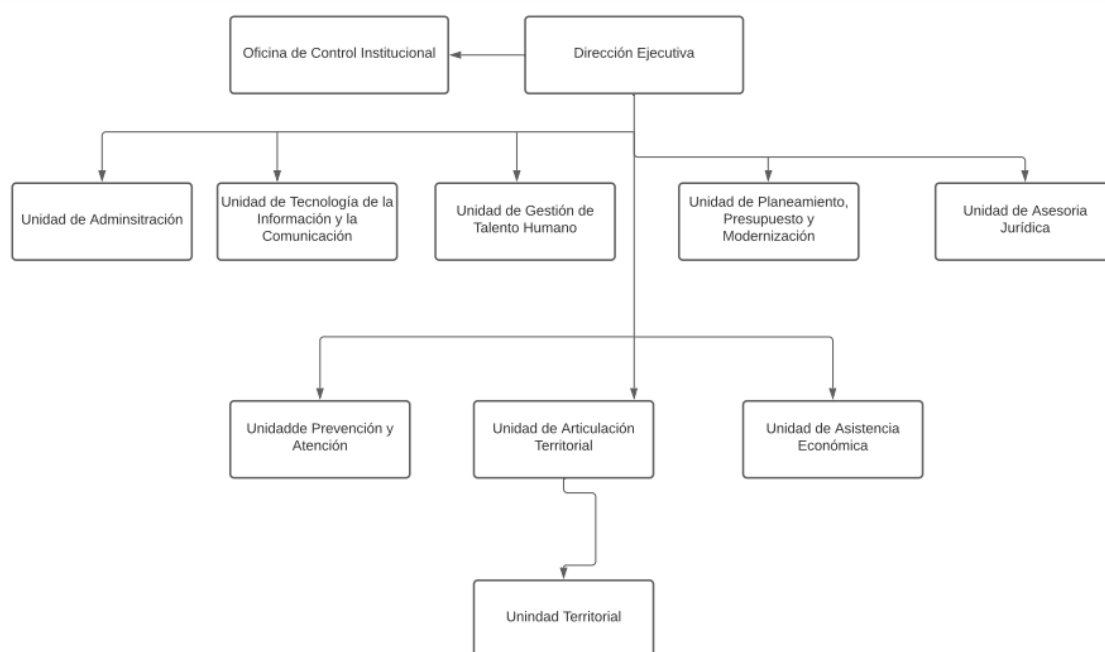 Oficina de Control Institucional
Dirección Ejecutiva
Unidad de Adminsitración
Unidad de Tecnología de la
Información y la
Comunicación
Unidad de Gestión de
Talento Humano
Unidad de Planeamiento,
Presupuesto y
Modernización
Unidad de Asesoria
Jurídica
Unidadde Prevención y
Atención
Unidad de Articulación
Territorial
Unidad de Asistencia
Económica
Unindad Territorial